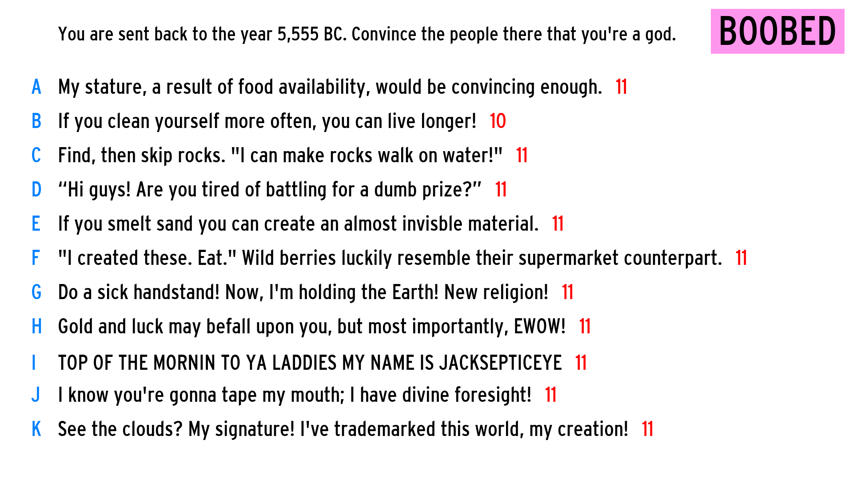 You are sent back to the year 5,555 BC. Convince the people there that you're a god.
BOOBED
A My stature, a result of food availability, would be convincing enough. 11
B If you clean yourself more often, you can live longer! 10
C Find, then skip rocks. "I can make rocks walk on water!" 11
D “Hi guys! Are you tired of battling for a dumb prize?” 11
E If you smelt sand you can create an almost invisble material. 11
F "I created these. Eat." Wild berries luckily resemble their supermarket counterpart. 11
G Do a sick handstand! Now, I'm holding the Earth! New religion! 11
H Gold and luck may befall upon you, but most importantly, EWOW! 11
I TOP OF THE MORNIN TO YA LADDIES MY NAME IS JACKSEPTICEYE 11
J I know you're gonna tape my mouth; I have divine foresight! 11
K See the clouds? My signature! I've trademarked this world, my creation! 11